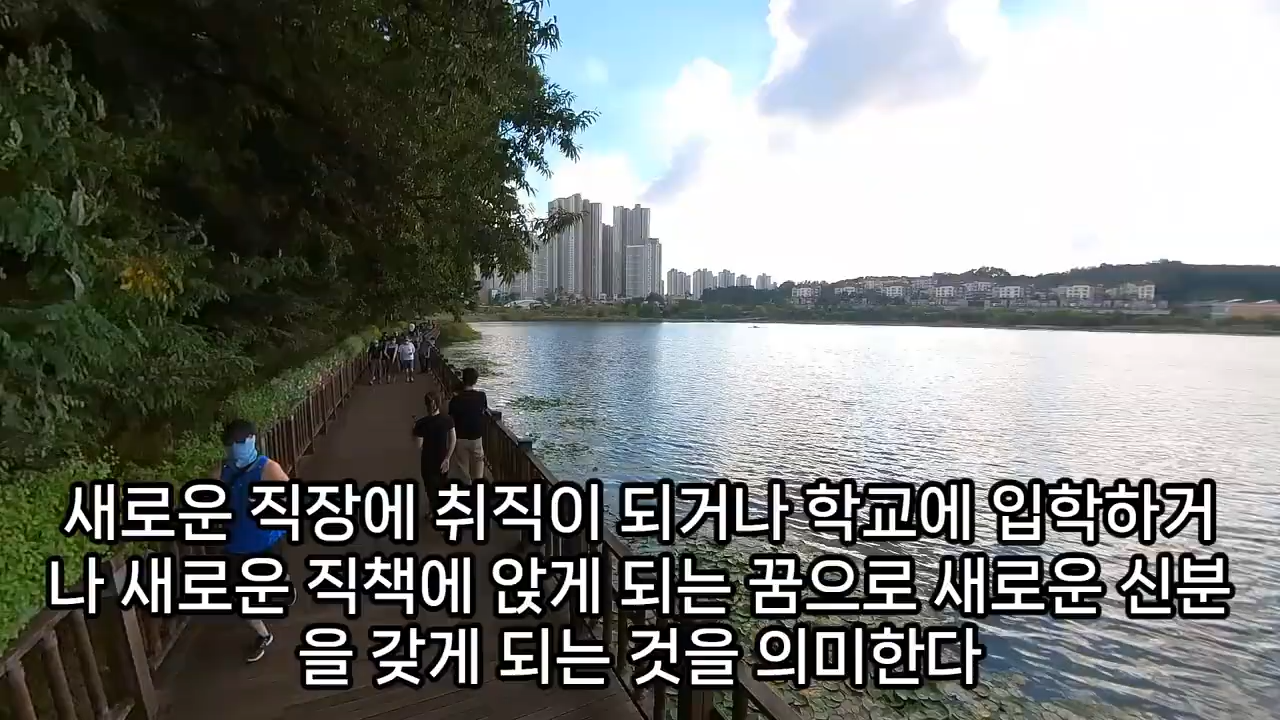 새로운 직장에 취직이 되거나 학교에 입학하거
나 새로운 직책에 앉게 되는 꿈으로 새로운 신분
을 갖게 되는 것을 의미한다